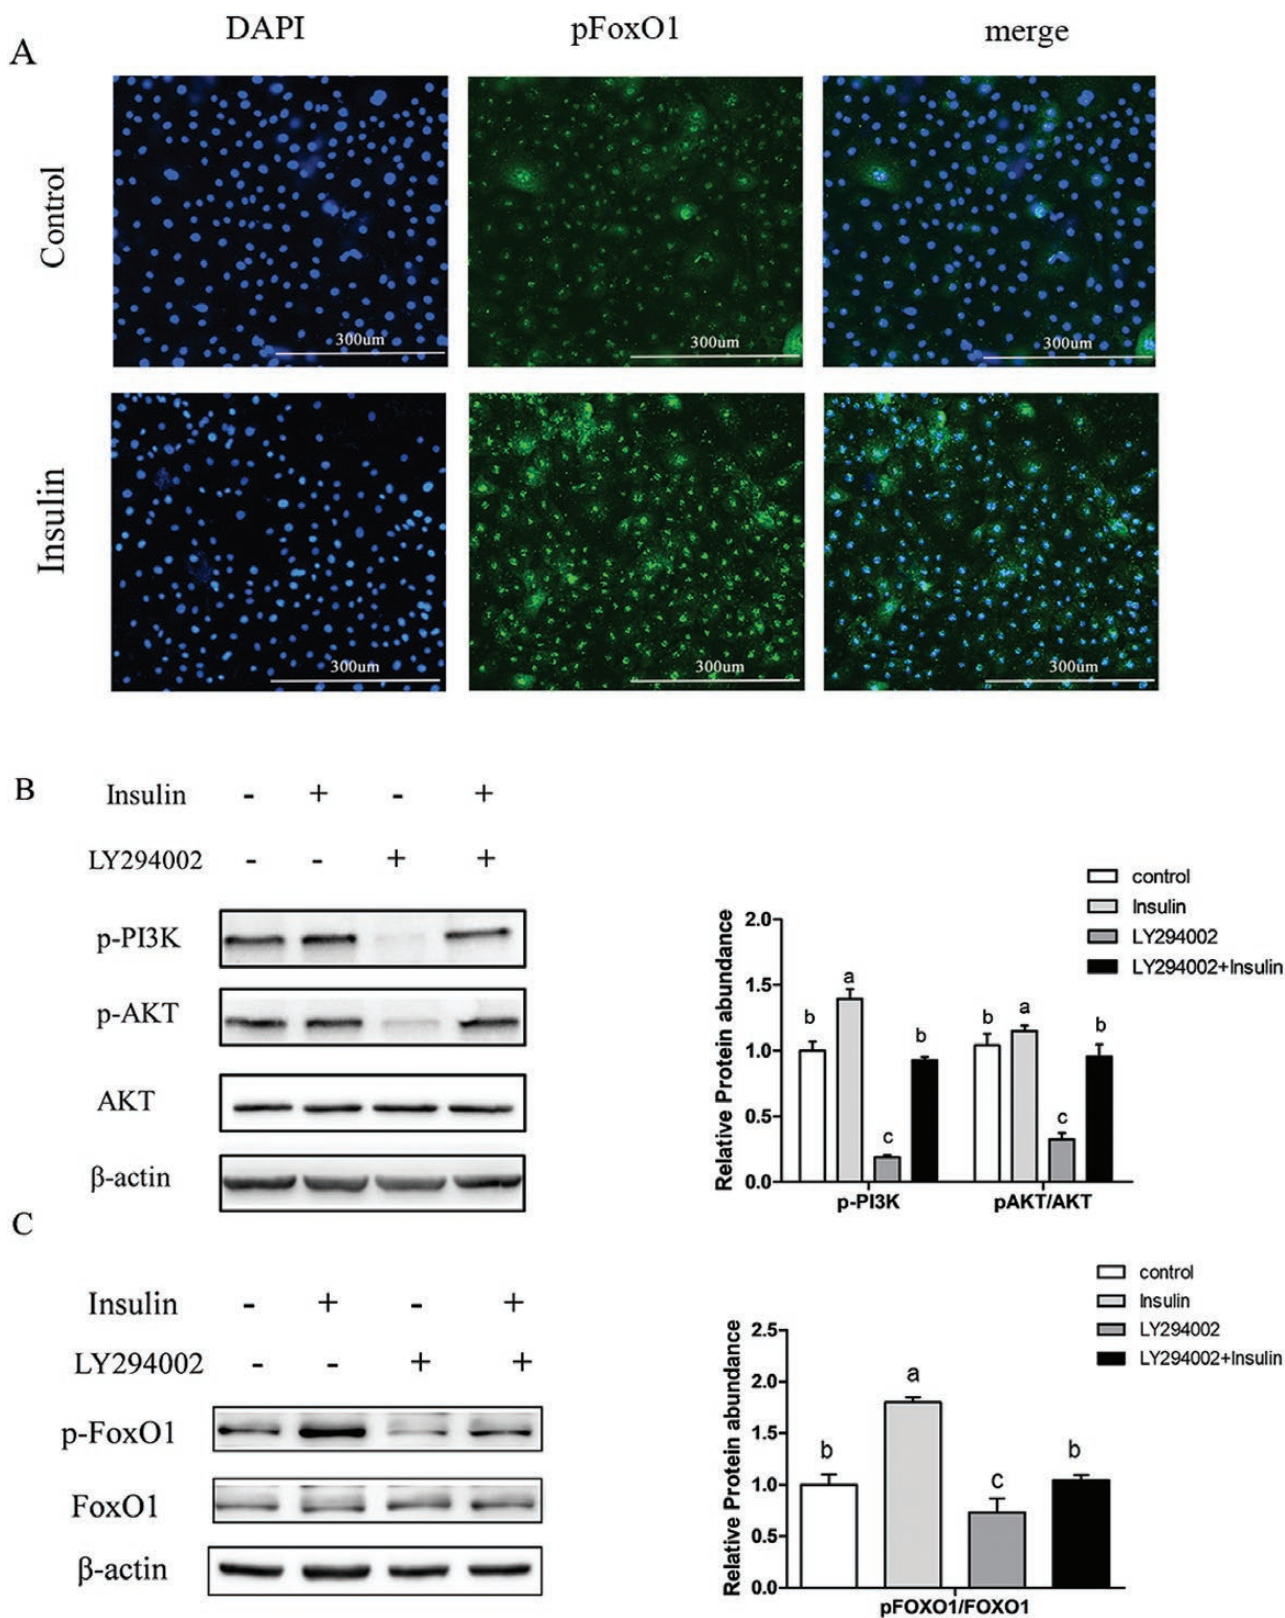 A
DAPI pFoxO1 merge
Control
300um 300um 300um
Insulin
300um 300um 300um
B
Insulin - + - +
LY294002 - - + +
p-PI3K
p-AKT
AKT
β-actin
control
Insulin
LY294002
LY294002+Insulin
Relative Protein abundance
2.0
1.5
1.0
0.5
0.0
b a c b b a c b
p-PI3K pAKT/AKT
C
Insulin - + - +
LY294002 - - + +
p-FoxO1
FoxO1
β-actin
control
Insulin
LY294002
LY294002+Insulin
Relative Protein abundance
2.5
2.0
1.5
1.0
0.5
0.0
b a c b
pFOXO1/FOXO1